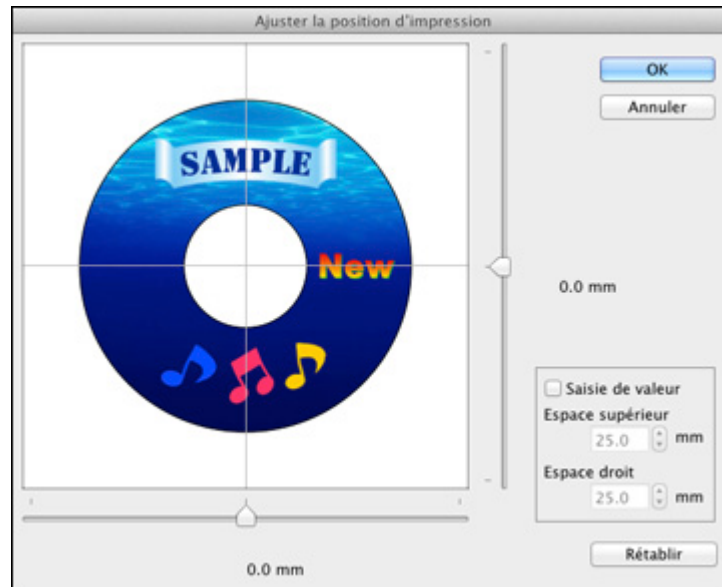 Ajuster la position d'impression
OK
Annuler
SAMPLE
New
0.0 mm
Saisie de valeur
Espace supérieur
25.0 mm
Espace droit
25.0 mm
Rétablir
0.0 mm